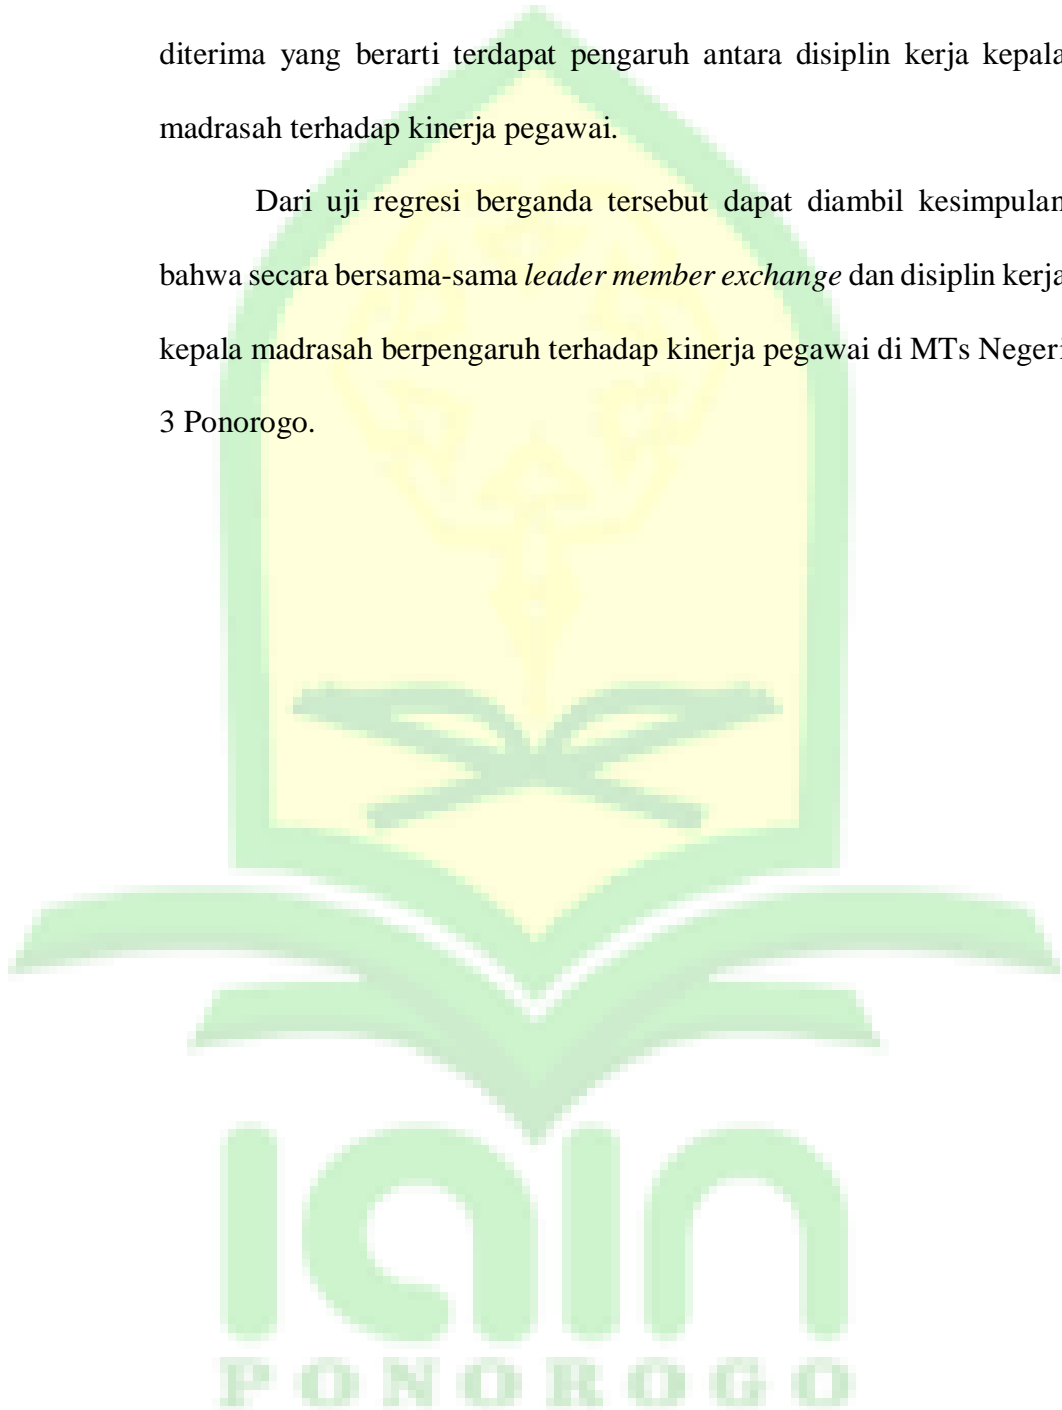 diterima yang berarti terdapat pengaruh antara disiplin kerja kepala
madrasah terhadap kinerja pegawai.
Dari uji regresi berganda tersebut dapat diambil kesimpulan
bahwa secara bersama-sama leader member exchange dan disiplin kerja
kepala madrasah berpengaruh terhadap kinerja pegawai di MTs Negeri
3 Ponorogo.
iain
PONOROGO